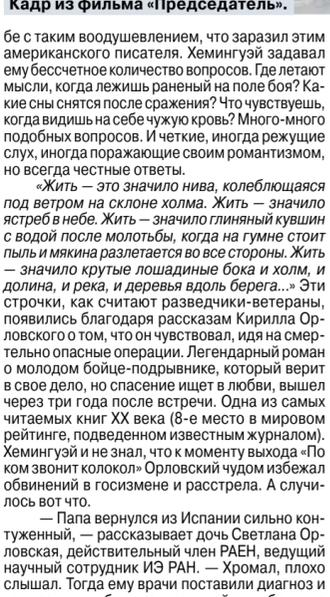 Кадр из фильма «Председатель».
бе с таким воодушевлением, что заразил этим
американского писателя. Хемингуэй задавал
ему бессчетное количество вопросов. Где летают
мысли, когда лежишь раненый на поле боя? Ка-
кие сны снятся после сражения? Что чувствуешь,
когда видишь на себе чужую кровь? Много-много
подобных вопросов. И четкие, иногда режущие
слух, иногда поражающие своим романтизмом,
но всегда честные ответы.
«Жить — это значило нива, колеблющаяся
под ветром на склоне холма. Жить — значило
ястреб в небе. Жить — значило глиняный кувшин
с водой после молотьбы, когда на гумне стоит
пыль и мякина разлетается во все стороны. Жить
— значило крутые лошадиные бока и холм, и
долина, и река, и деревья вдоль берега...» Эти
строчки, как считают разведчики-ветераны,
появились благодаря рассказам Кирилла Ор-
ловского о том, что он чувствовал, идя на смер-
тельно опасные операции. Легендарный роман
о молодом бойце-подрывнике, который верит
в свое дело, но спасение ищет в любви, вышел
через три года после встречи. Одна из самых
читаемых книг XX века (8-е место в мировом
рейтинге, подведенном известным журналом).
Хемингуэй и не знал, что к моменту выхода «По
ком звонит колокол» Орловский чудом избежал
обвинений в госизмене и расстрела. А случи-
лось вот что.
— Папа вернулся из Испании сильно кон-
туженный, — рассказывает дочь Светлана Ор-
ловская, действительный член РАЕН, ведущий
научный сотрудник ИЭ РАН. — Хромал, плохо
слышал. Тогда ему врачи поставили диагноз и